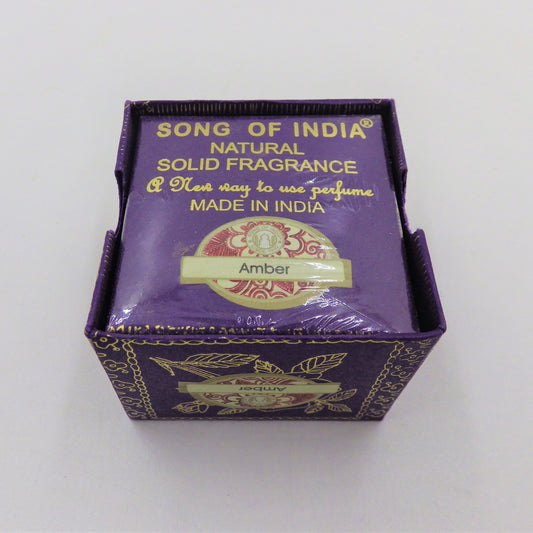 SONG OF INDIA®
NATURAL
SOLID FRAGRANCE
A New way to use perfume
MADE IN INDIA
Amber
Amber